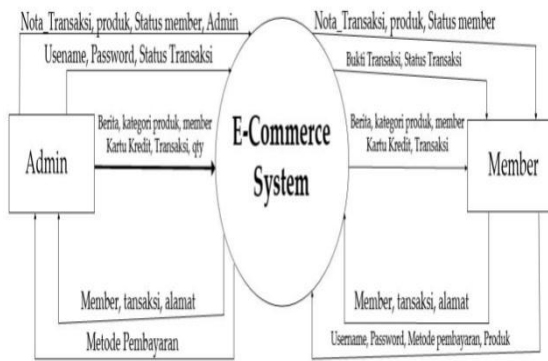 Nota_Transaksi, produk, Status member, Admin
Usename, Password, Status Transaksi
Berita, kategori produk, member
Kartu Kredit, Transaksi, qty
Admin
Member, tansaksi, alamat
Metode Pembayaran
E-Commerce
System
Nota_Transaksi, produk, Status member
Bukti Transaksi, Status Transaksi
Berita, kategori produk, member
Kartu Kredit, Transaksi
Member
Member, tansaksi, alamat
Username, Password, Metode pembayaran, Produk